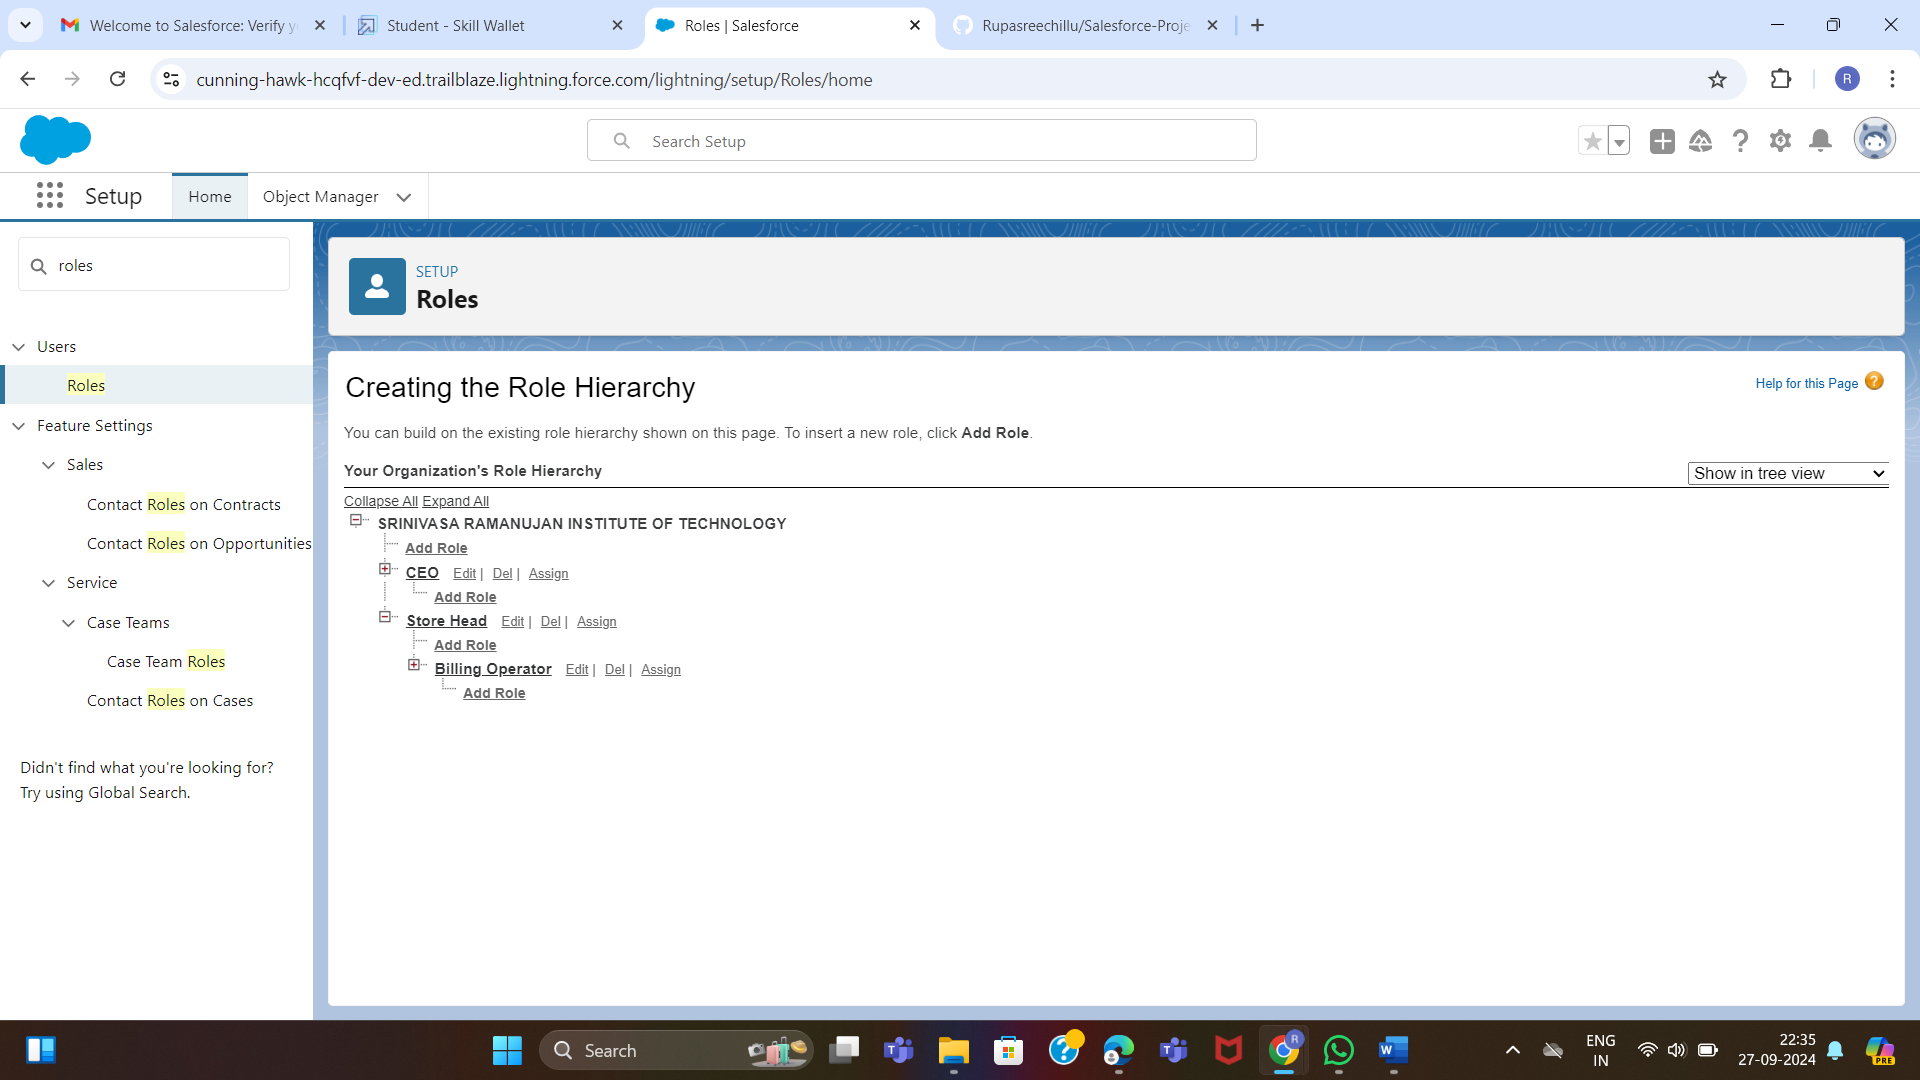 Welcome to Salesforce: Verify y
Student - Skill Wallet
Roles | Salesforce
Rupasreechillu/Salesforce-Proje
cunning-hawk-hcqfvf-dev-ed.trailblaze.lightning.force.com/lightning/setup/Roles/home
R
Search Setup
Setup
Home
Object Manager
roles
SETUP
Roles
Users
Roles
Feature Settings
Sales
Contact Roles on Contracts
Contact Roles on Opportunities
Service
Case Teams
Case Team Roles
Contact Roles on Cases
Didn't find what you're looking for?
Try using Global Search.
Creating the Role Hierarchy
Help for this Page ?
You can build on the existing role hierarchy shown on this page. To insert a new role, click Add Role.
Your Organization's Role Hierarchy
Show in tree view
Collapse All Expand All
SRINIVASA RAMANUJAN INSTITUTE OF TECHNOLOGY
Add Role
CEO Edit | Del | Assign
Add Role
Store Head Edit | Del | Assign
Add Role
Billing Operator Edit | Del | Assign
Add Role
Search
R
ENG
IN
22:35
27-09-2024
PRE